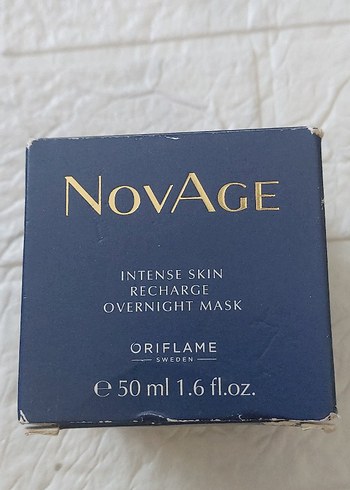 NOVAGE
INTENSE SKIN
RECHARGE
OVERNIGHT MASK
ORIFLAME
SWEDEN
℮ 50 ml 1.6 fl.oz.